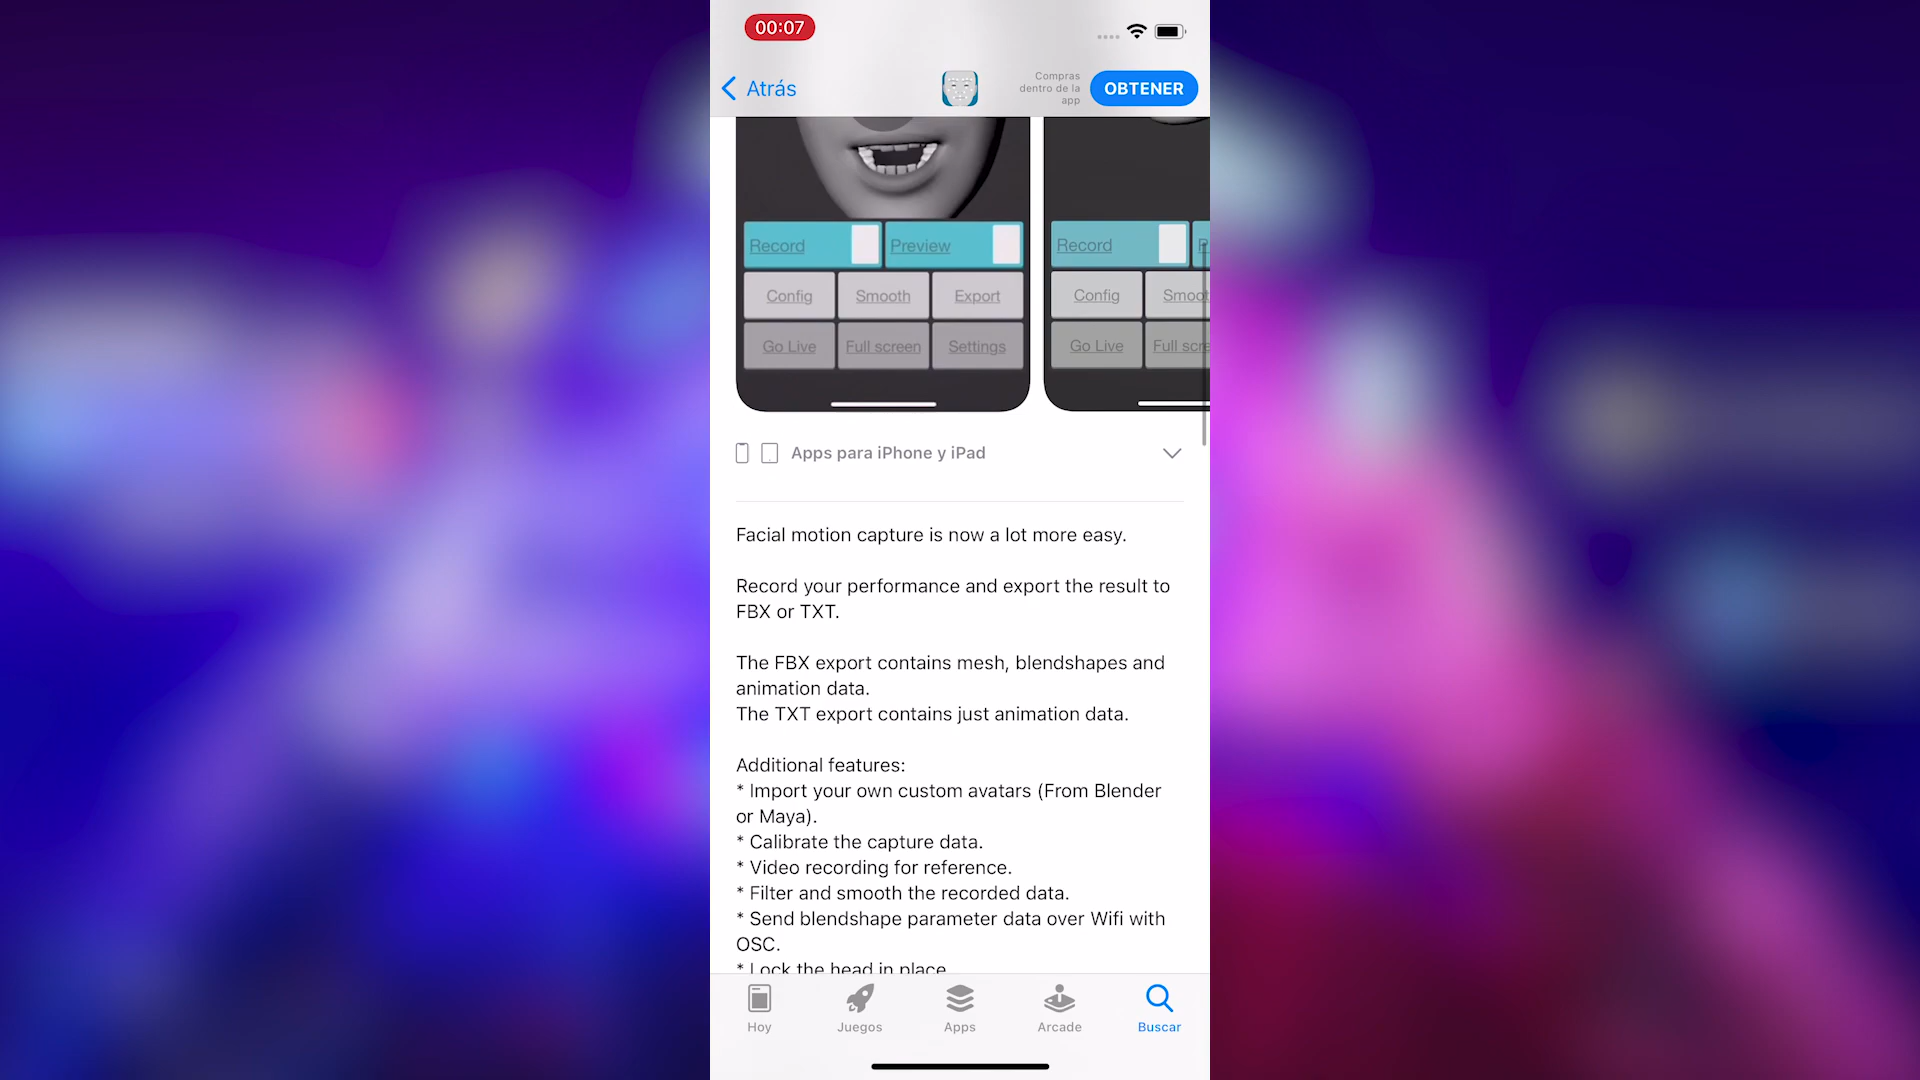 00:07
Atrás
Compras
dentro de la
app
OBTENER
Record
Preview
Record
P
Config
Smooth
Export
Config
Smoot
Go Live
Full screen
Settings
Go Live
Full scre
Apps para iPhone y iPad
Facial motion capture is now a lot more easy.
Record your performance and export the result to
FBX or TXT.
The FBX export contains mesh, blendshapes and
animation data.
The TXT export contains just animation data.
Additional features:
* Import your own custom avatars (From Blender
or Maya).
* Calibrate the capture data.
* Video recording for reference.
* Filter and smooth the recorded data.
* Send blendshape parameter data over Wifi with
OSC.
* Lock the head in place
Hoy
Juegos
Apps
Arcade
Buscar